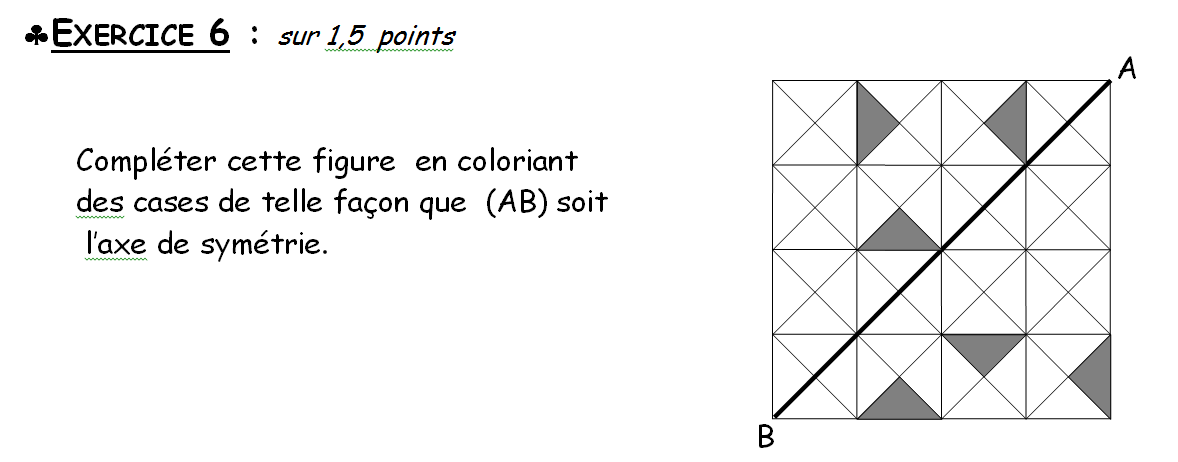 ♣EXERCICE 6 : sur 1,5 points
A
Compléter cette figure en coloriant
des cases de telle façon que (AB) soit
l'axe de symétrie.
B